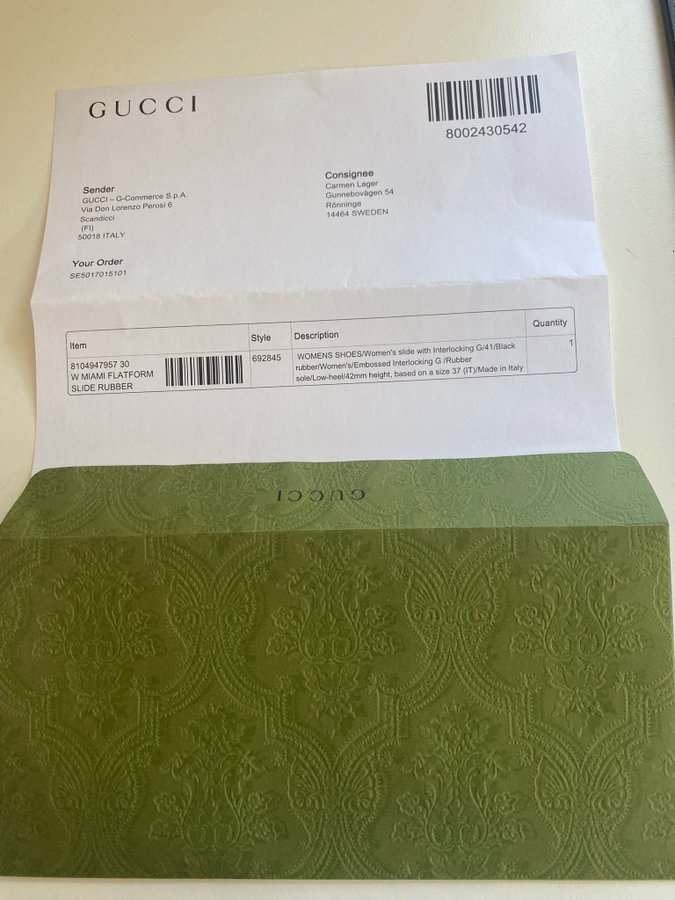 GUCCI
8002430542
Sender
GUCCI – G-Commerce S.p.A.
Via Don Lorenzo Perosi 6
Scandicci
(FI)
50018 ITALY
Consignee
Carmen Lager
Gunnebovägen 54
Rönninge
14464 SWEDEN
Your Order
SE5017015101
Item
Style
Description
Quantity
8104947957 30
W MIAMI FLATFORM
SLIDE RUBBER
692845
WOMENS SHOES/Women's slide with Interlocking G/41/Black
rubber/Women's/Embossed Interlocking G /Rubber
sole/Low-heel/42mm height, based on a size 37 (IT)/Made in Italy
1
GUCCI